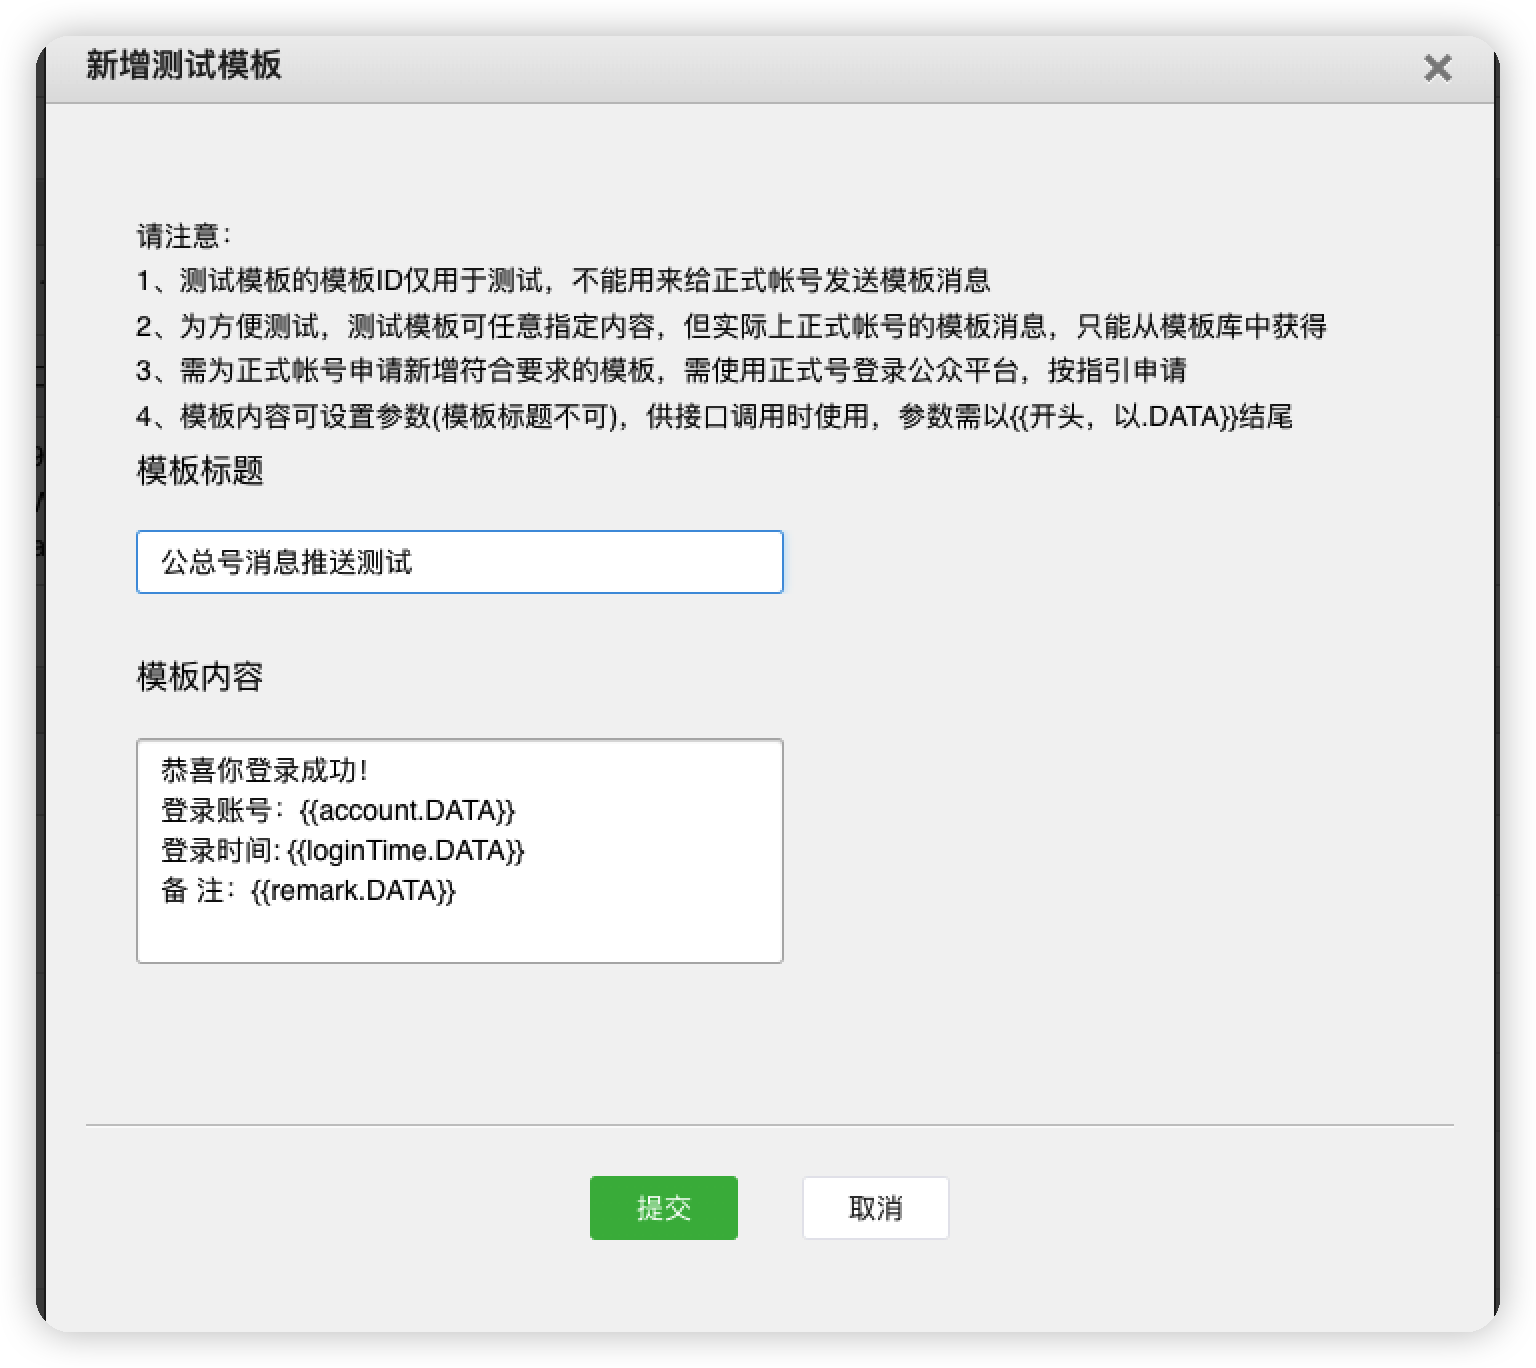 新增测试模板
请注意：
1、测试模板的模板ID仅用于测试，不能用来给正式帐号发送模板消息
2、为方便测试，测试模板可任意指定内容，但实际上正式帐号的模板消息，只能从模板库中获得
3、需为正式帐号申请新增符合要求的模板，需使用正式号登录公众平台，按指引申请
4、模板内容可设置参数(模板标题不可)，供接口调用时使用，参数需以{{开头，以.DATA}}结尾
模板标题
公总号消息推送测试
模板内容
恭喜你登录成功！
登录账号：{{account.DATA}}
登录时间: {{loginTime.DATA}}
备 注：{{remark.DATA}}
提交
取消